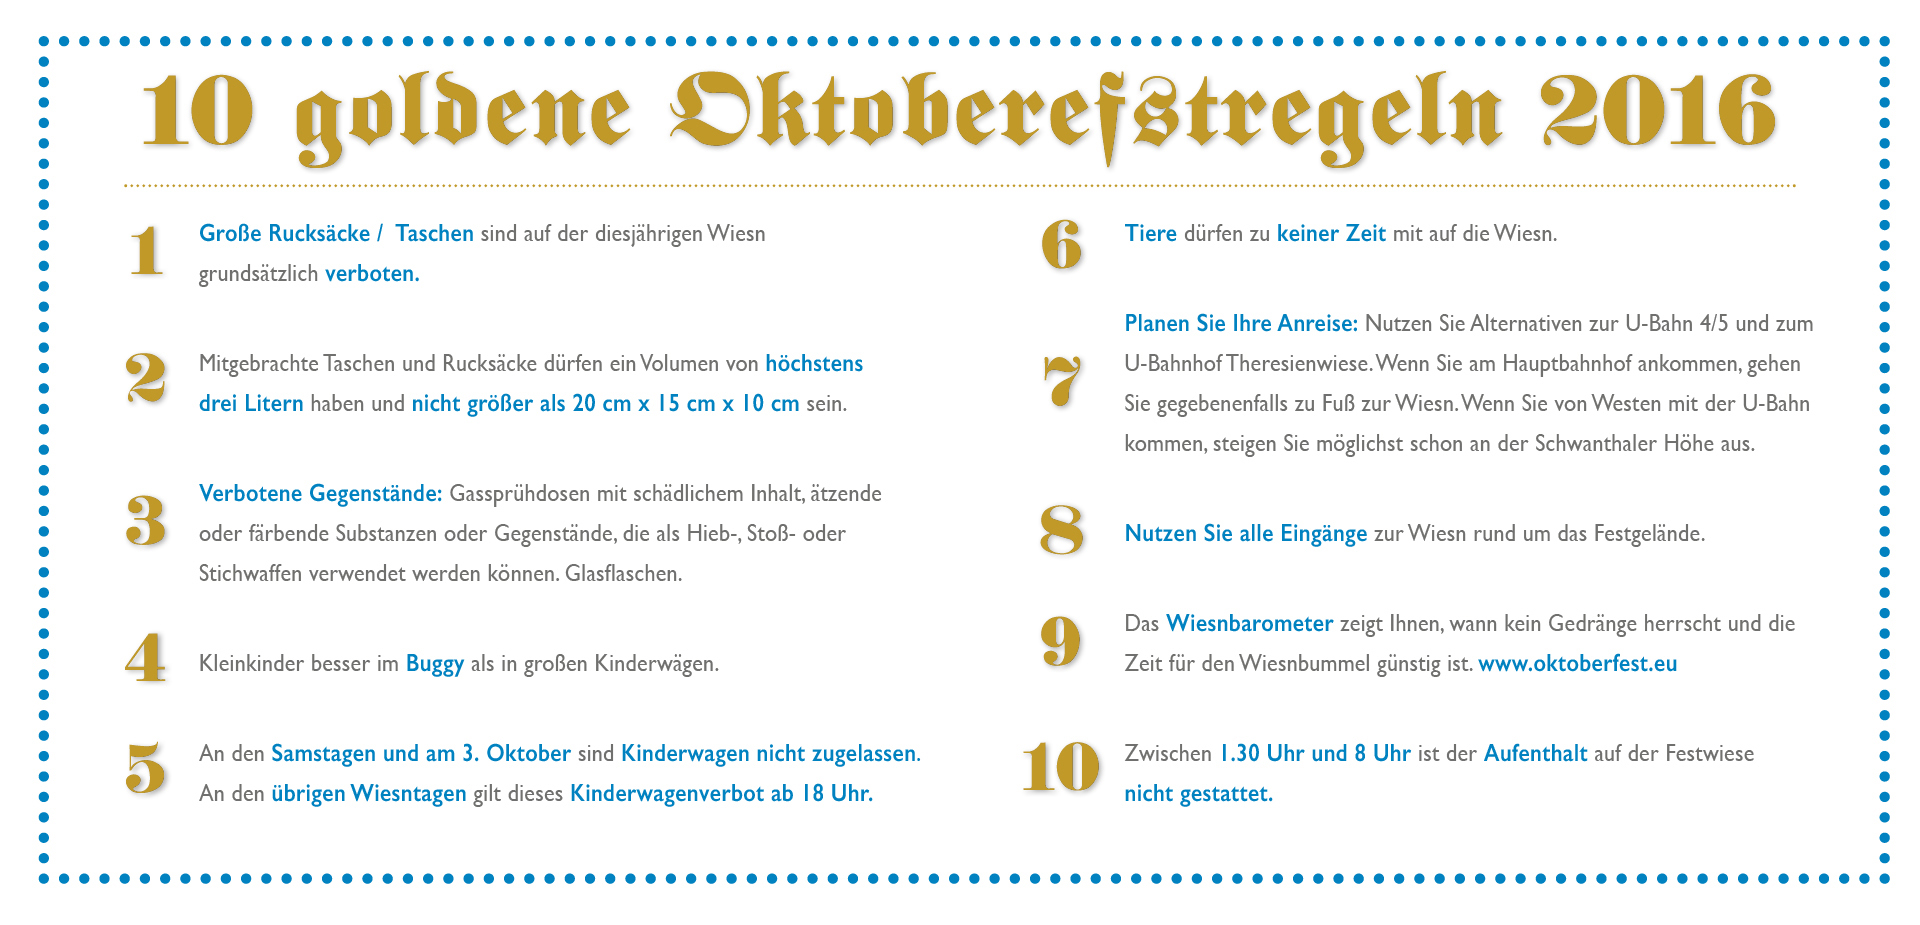 10 goldene Oktoberefstregeln 2016
1 Große Rucksäcke / Taschen sind auf der diesjährigen Wiesn
grundsätzlich verboten.
2 Mitgebrachte Taschen und Rucksäcke dürfen ein Volumen von höchstens
drei Litern haben und nicht größer als 20 cm x 15 cm x 10 cm sein.
3 Verbotene Gegenstände: Gassprühdosen mit schädlichem Inhalt, ätzende
oder färbende Substanzen oder Gegenstände, die als Hieb-, Stoß- oder
Stichwaffen verwendet werden können. Glasflaschen.
4 Kleinkinder besser im Buggy als in großen Kinderwägen.
5 An den Samstagen und am 3. Oktober sind Kinderwagen nicht zugelassen.
An den übrigen Wiesntagen gilt dieses Kinderwagenverbot ab 18 Uhr.
6 Tiere dürfen zu keiner Zeit mit auf die Wiesn.
7 Planen Sie Ihre Anreise: Nutzen Sie Alternativen zur U-Bahn 4/5 und zum
U-Bahnhof Theresienwiese. Wenn Sie am Hauptbahnhof ankommen, gehen
Sie gegebenenfalls zu Fuß zur Wiesn. Wenn Sie von Westen mit der U-Bahn
kommen, steigen Sie möglichst schon an der Schwanthaler Höhe aus.
8 Nutzen Sie alle Eingänge zur Wiesn rund um das Festgelände.
9 Das Wiesnbarometer zeigt Ihnen, wann kein Gedränge herrscht und die
Zeit für den Wiesnbummel günstig ist. www.oktoberfest.eu
10 Zwischen 1.30 Uhr und 8 Uhr ist der Aufenthalt auf der Festwiese
nicht gestattet.